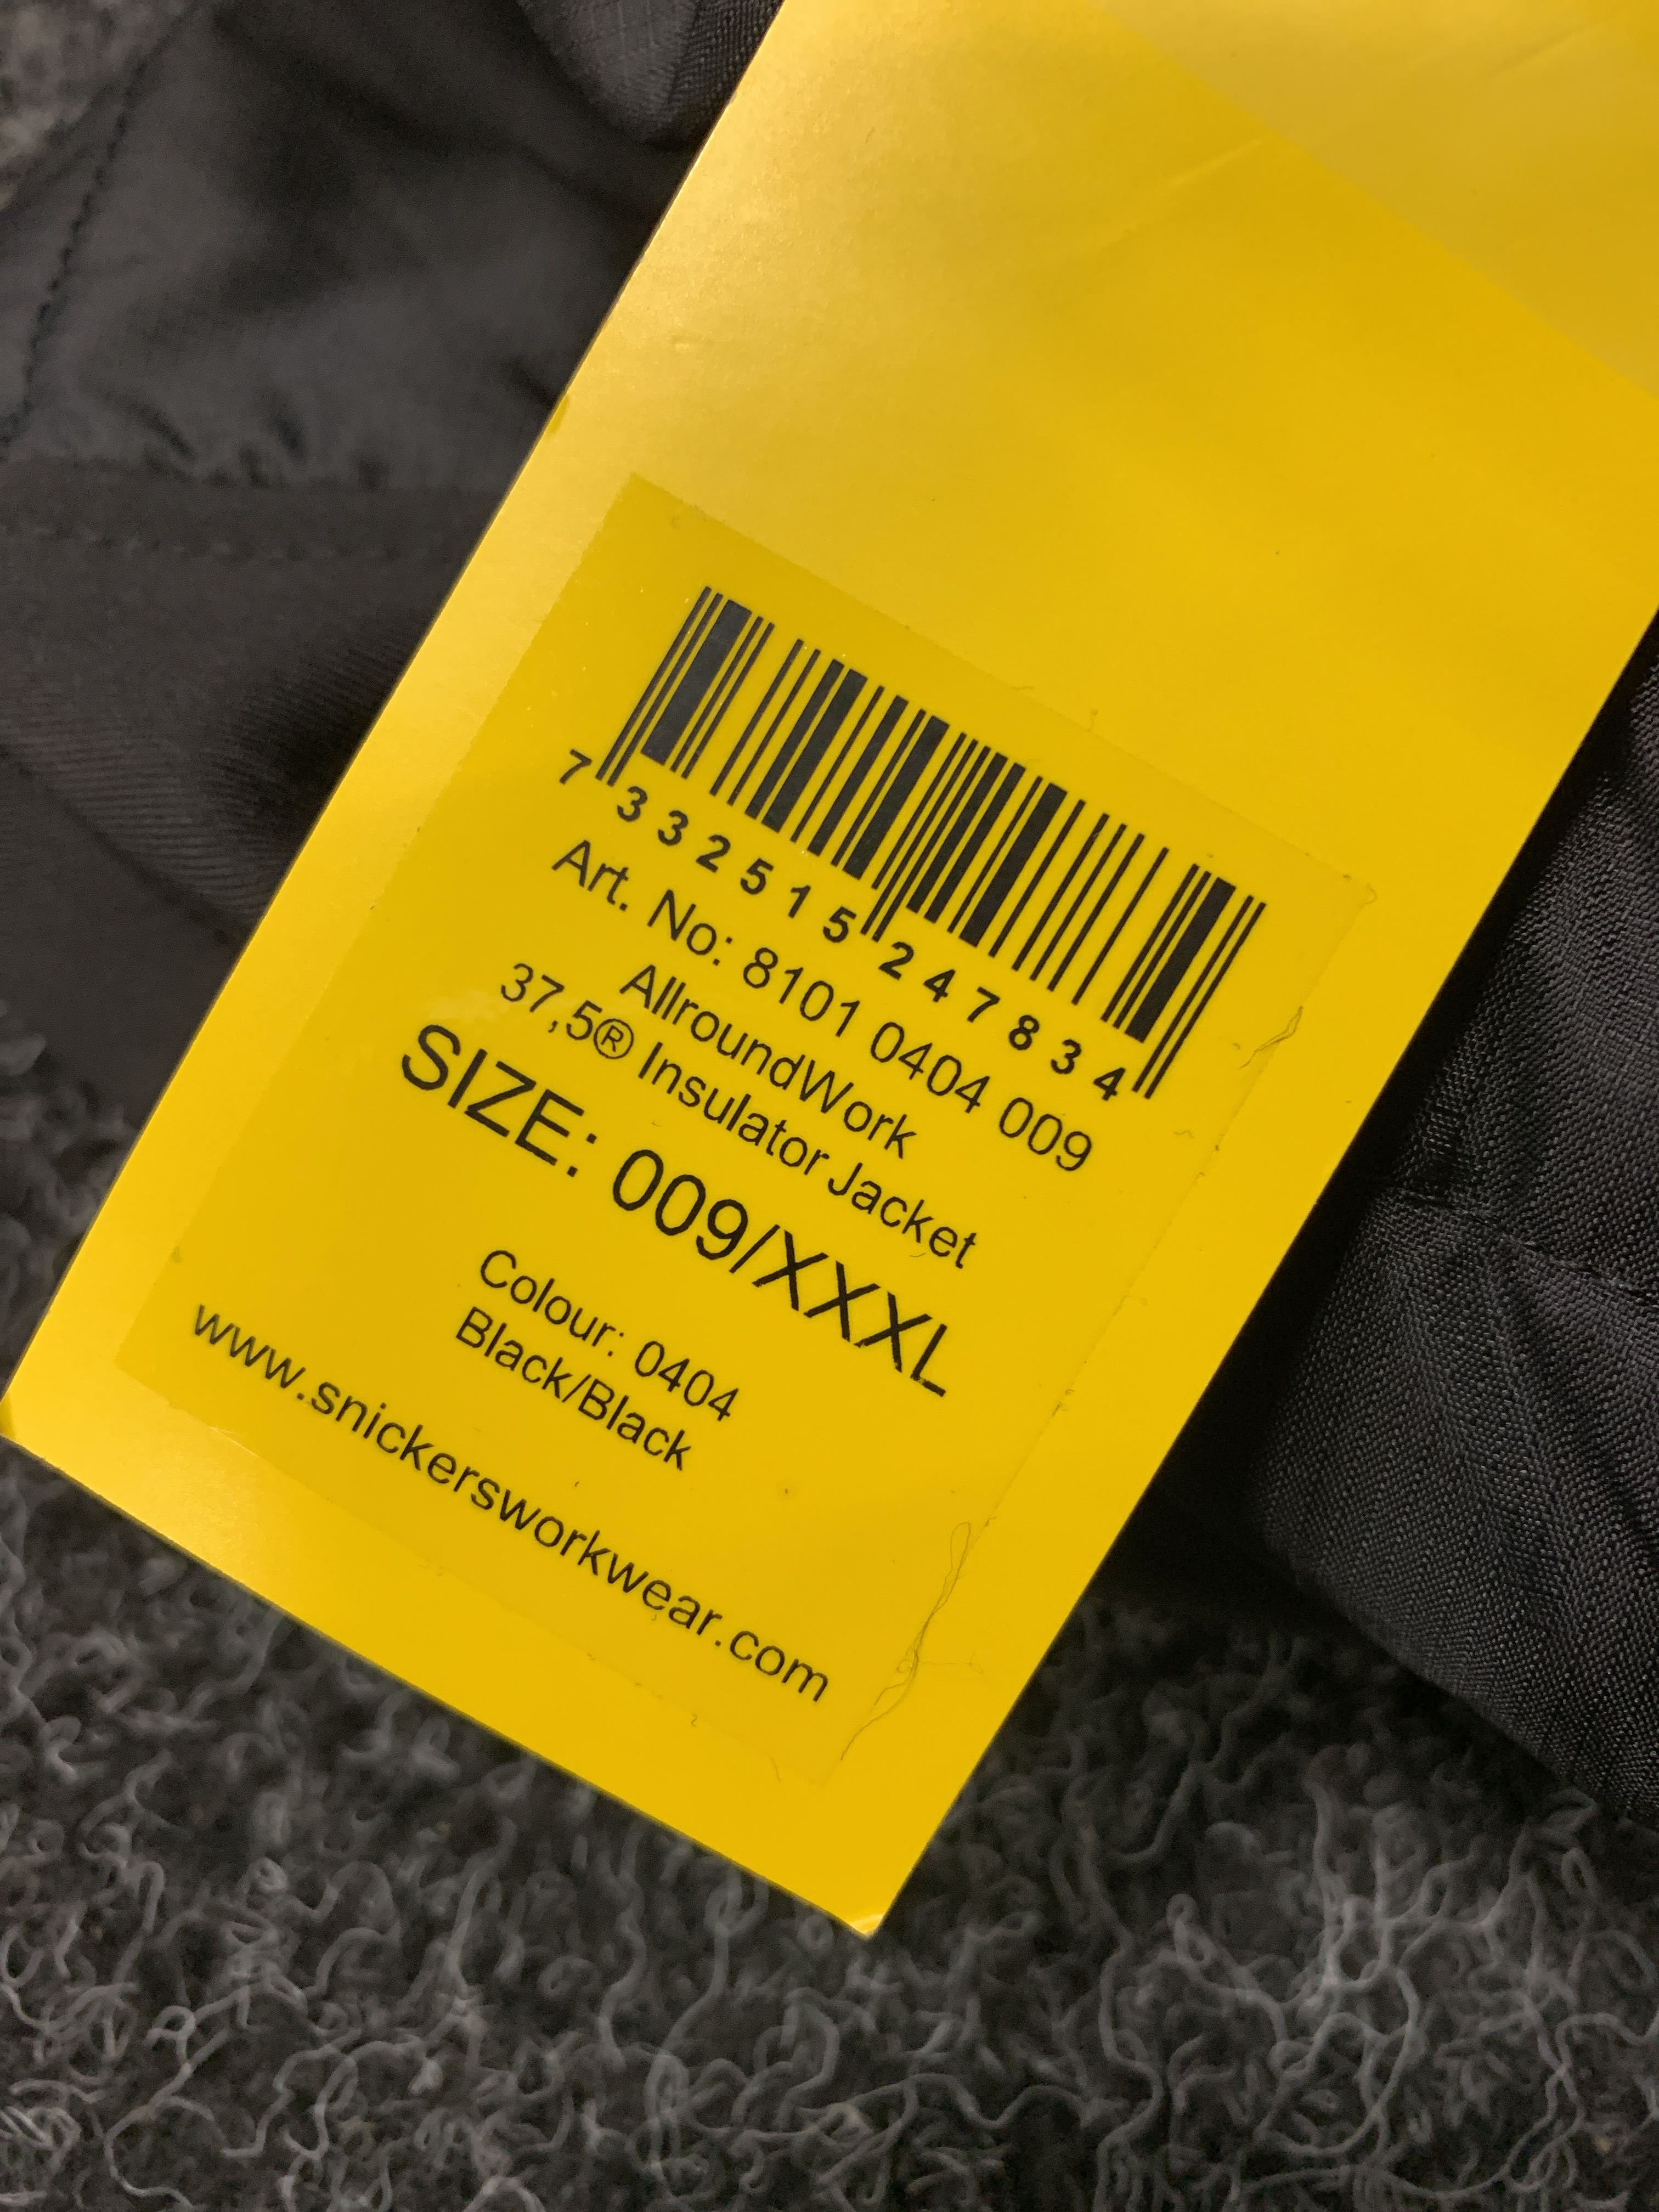 7 332515 247834
Art. No: 8101 0404 009
AllroundWork
37,5® Insulator Jacket
SIZE: 009/XXXL
Colour: 0404
Black/Black
www.snickersworkwear.com